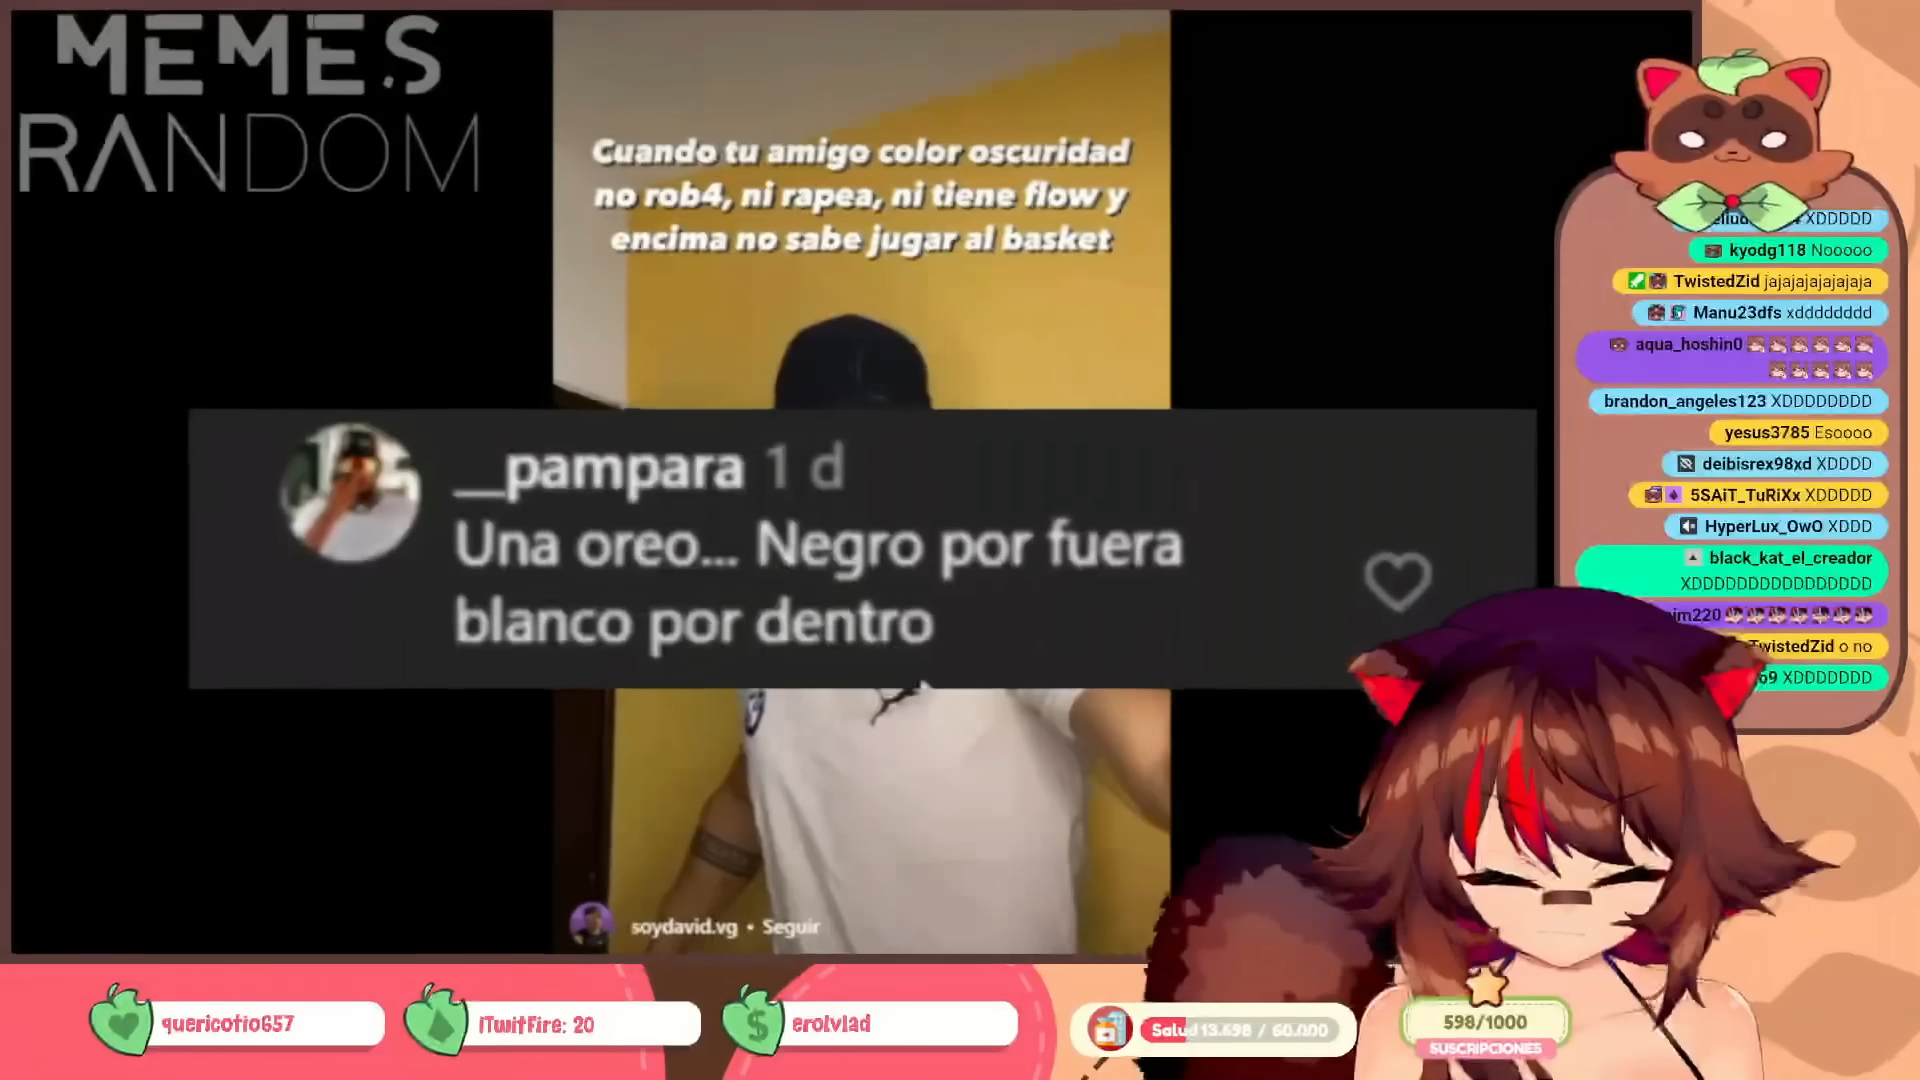 MEMES
RANDOM
Cuando tu amigo color oscuridad
no rob4, ni rapea, ni tiene flow y
encima no sabe jugar al basket
__pampara 1 d
Una oreo... Negro por fuera
blanco por dentro
soydavid.vg • Seguir
XDDDDD
kyodg118 Nooooo
TwistedZid jajajajajajaja
Manu23dfs xdddddddd
aqua_hoshin0
brandon_angeles123 XDDDDDDDD
yesus3785 Esoooo
deibisrex98xd XDDDD
5SAiT_TuRiXx XDDDDD
HyperLux_OwO XDDD
black_kat_el_creador
XDDDDDDDDDDDDDDDD
im220
TwistedZid o no
69 XDDDDDDD
quericotio657
ITwitFire: 20
erolvlad
Salud 13.698 / 60.000
598/1000
SUSCRIPCIONES